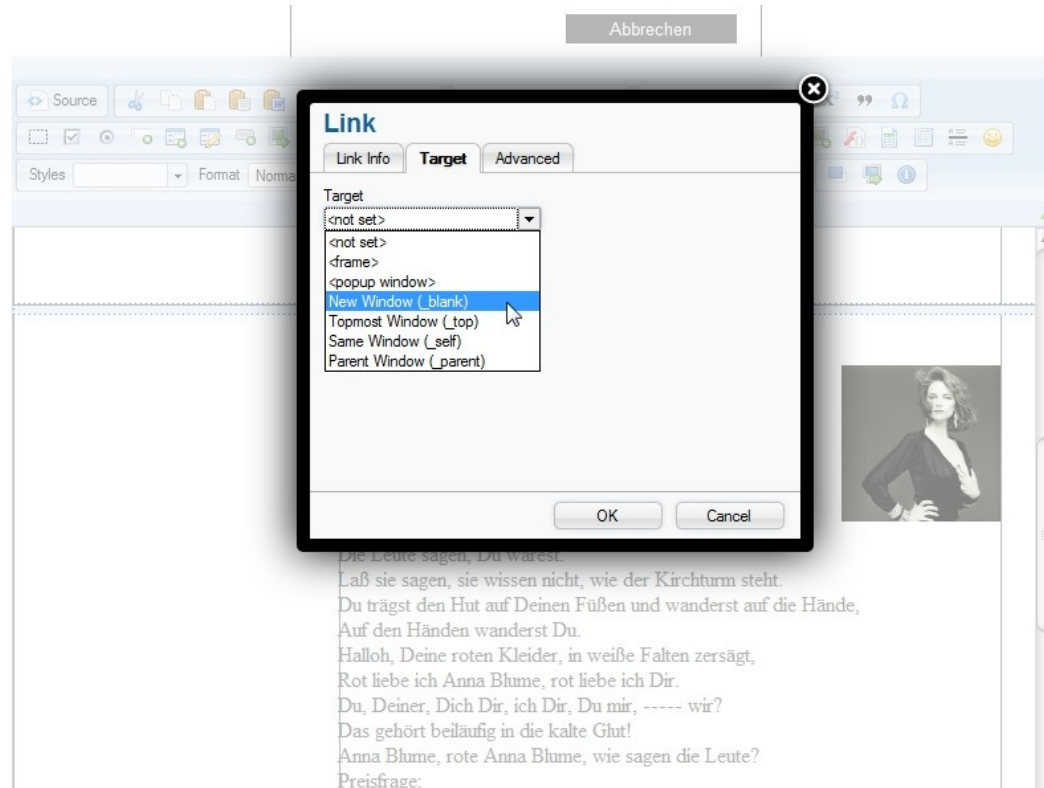 Abbrechen
Source
Styles
Format Norma
Link
Link Info Target Advanced
Target
<not set>
<not set>
<frame>
<popup window>
New Window (_blank)
Topmost Window (_top)
Same Window (_self)
Parent Window (_parent)
OK Cancel
Die Leute sagen, Du wärest.
Laß sie sagen, sie wissen nicht, wie der Kirchturm steht.
Du trägst den Hut auf Deinen Füßen und wanderst auf die Hände,
Auf den Händen wanderst Du.
Halloh, Deine roten Kleider, in weiße Falten zersägt,
Rot liebe ich Anna Blume, rot liebe ich Dir.
Du, Deiner, Dich Dir, ich Dir, Du mir, ----- wir?
Das gehört beiläufig in die kalte Glut!
Anna Blume, rote Anna Blume, wie sagen die Leute?
Preisfrage: